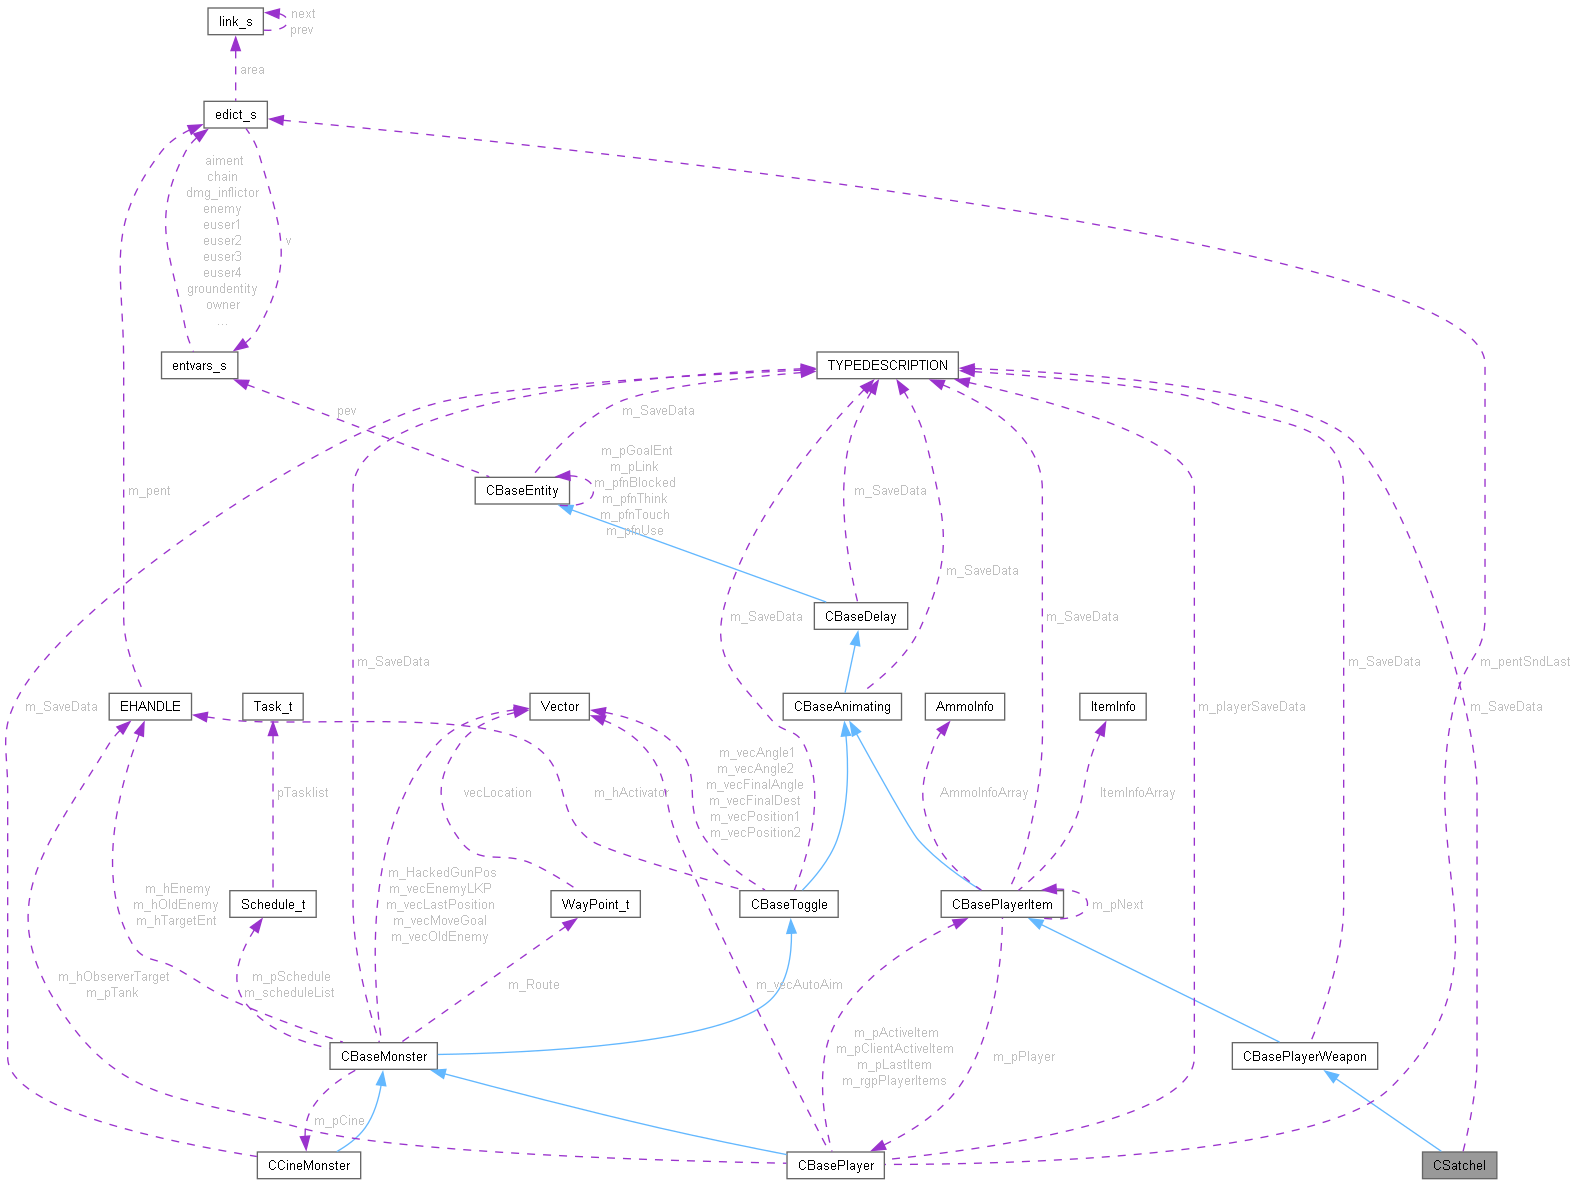 link_s
next
prev
area
edict_s
aiment
chain
dmg_inflictor
enemy
euser1
euser2
euser3
euser4
groundentity
owner
...
v
entvars_s
TYPEDESCRIPTION
pev
m_SaveData
m_pGoalEnt
m_pLink
m_pfnBlocked
m_pfnThink
m_pfnTouch
m_pfnUse
CBaseEntity
m_pent
m_SaveData
m_SaveData
CBaseDelay
m_SaveData
m_SaveData
m_SaveData
m_SaveData
m_pentSndLast
m_SaveData
EHANDLE
Task_t
Vector
CBaseAnimating
AmmoInfo
ItemInfo
m_playerSaveData
m_SaveData
pTasklist
vecLocation
m_hActivator
m_vecAngle1
m_vecAngle2
m_vecFinalAngle
m_vecFinalDest
m_vecPosition1
m_vecPosition2
AmmoInfoArray
ItemInfoArray
m_hEnemy
m_hOldEnemy
m_hTargetEnt
Schedule_t
m_HackedGunPos
m_vecEnemyLKP
m_vecLastPosition
m_vecMoveGoal
m_vecOldEnemy
WayPoint_t
CBaseToggle
CBasePlayerItem
m_pNext
m_hObserverTarget
m_pTank
m_pSchedule
m_scheduleList
m_Route
m_vecAutoAim
m_pActiveItem
m_pClientActiveItem
m_pLastItem
m_rgpPlayerItems
m_pPlayer
CBaseMonster
CBasePlayerWeapon
m_pCine
CCineMonster
CBasePlayer
CSatchel